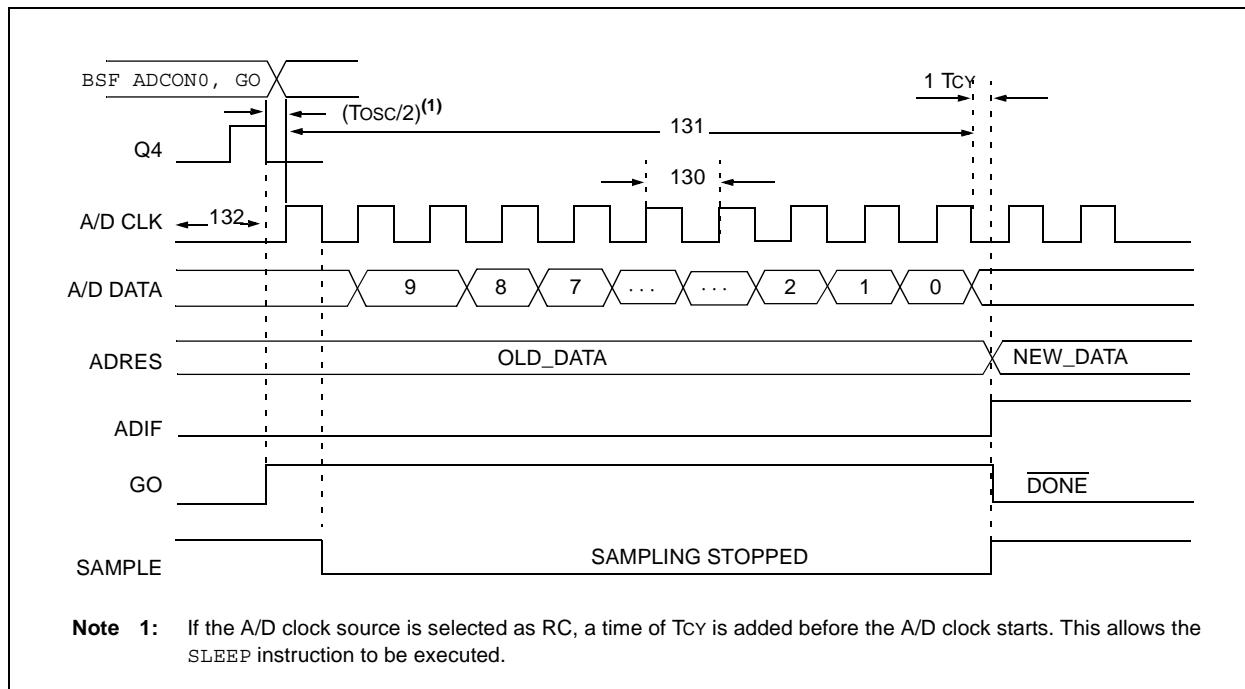 BSF ADCON0, GO
(TOSC/2)(1)
1 TCY
131
Q4
130
A/D CLK
132
A/D DATA
9 8 7 . . . . . . 2 1 0
ADRES
OLD_DATA
NEW_DATA
ADIF
GO
DONE
SAMPLE
SAMPLING STOPPED
Note 1: If the A/D clock source is selected as RC, a time of TCY is added before the A/D clock starts. This allows the
SLEEP instruction to be executed.